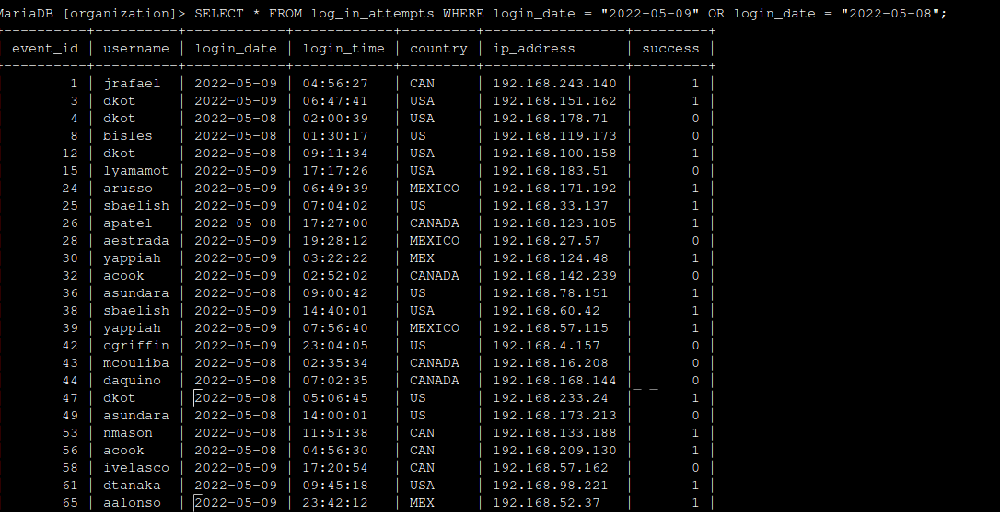 MariaDB [organization]> SELECT * FROM log_in_attempts WHERE login_date = "2022-05-09" OR login_date = "2022-05-08";
----------+----------+------------+------------+---------+-----------------+---------+
event_id | username | login_date | login_time | country | ip_address | success |
----------+----------+------------+------------+---------+-----------------+---------+
1 | jrafael | 2022-05-09 | 04:56:27 | CAN | 192.168.243.140 | 1 |
3 | dkot | 2022-05-09 | 06:47:41 | USA | 192.168.151.162 | 1 |
4 | dkot | 2022-05-08 | 02:00:39 | USA | 192.168.178.71 | 0 |
8 | bisles | 2022-05-08 | 01:30:17 | US | 192.168.119.173 | 0 |
12 | dkot | 2022-05-08 | 09:11:34 | USA | 192.168.100.158 | 1 |
15 | lyamamot | 2022-05-09 | 17:17:26 | USA | 192.168.183.51 | 0 |
24 | arusso | 2022-05-09 | 06:49:39 | MEXICO | 192.168.171.192 | 1 |
25 | sbaelish | 2022-05-09 | 07:04:02 | US | 192.168.33.137 | 1 |
26 | apatel | 2022-05-08 | 17:27:00 | CANADA | 192.168.123.105 | 1 |
28 | aestrada | 2022-05-09 | 19:28:12 | MEXICO | 192.168.27.57 | 0 |
30 | yappiah | 2022-05-09 | 03:22:22 | MEX | 192.168.124.48 | 1 |
32 | acook | 2022-05-09 | 02:52:02 | CANADA | 192.168.142.239 | 0 |
36 | asundara | 2022-05-08 | 09:00:42 | US | 192.168.78.151 | 1 |
38 | sbaelish | 2022-05-09 | 14:40:01 | USA | 192.168.60.42 | 1 |
39 | yappiah | 2022-05-09 | 07:56:40 | MEXICO | 192.168.57.115 | 1 |
42 | cgriffin | 2022-05-09 | 23:04:05 | US | 192.168.4.157 | 0 |
43 | mcouliba | 2022-05-08 | 02:35:34 | CANADA | 192.168.16.208 | 0 |
44 | daquino | 2022-05-08 | 07:02:35 | CANADA | 192.168.168.144 | 0 |
47 | dkot | 2022-05-08 | 05:06:45 | US | 192.168.233.24 | 1 |
49 | asundara | 2022-05-08 | 14:00:01 | US | 192.168.173.213 | 0 |
53 | nmason | 2022-05-08 | 11:51:38 | CAN | 192.168.133.188 | 1 |
56 | acook | 2022-05-08 | 04:56:30 | CAN | 192.168.209.130 | 1 |
58 | ivelasco | 2022-05-09 | 17:20:54 | CAN | 192.168.57.162 | 0 |
61 | dtanaka | 2022-05-09 | 09:45:18 | USA | 192.168.98.221 | 1 |
65 | aalonso | 2022-05-09 | 23:42:12 | MEX | 192.168.52.37 | 1 |